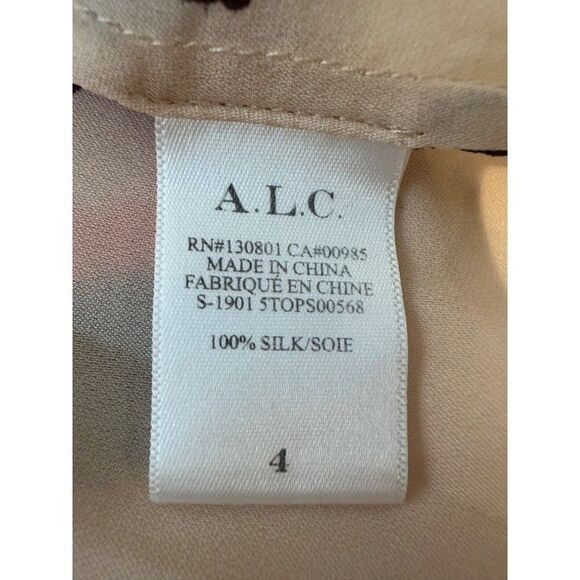 A.L.C.
RN#130801 CA#00985
MADE IN CHINA
FABRIQUÉ EN CHINE
S-1901 5TOPS00568
100% SILK/SOIE
4